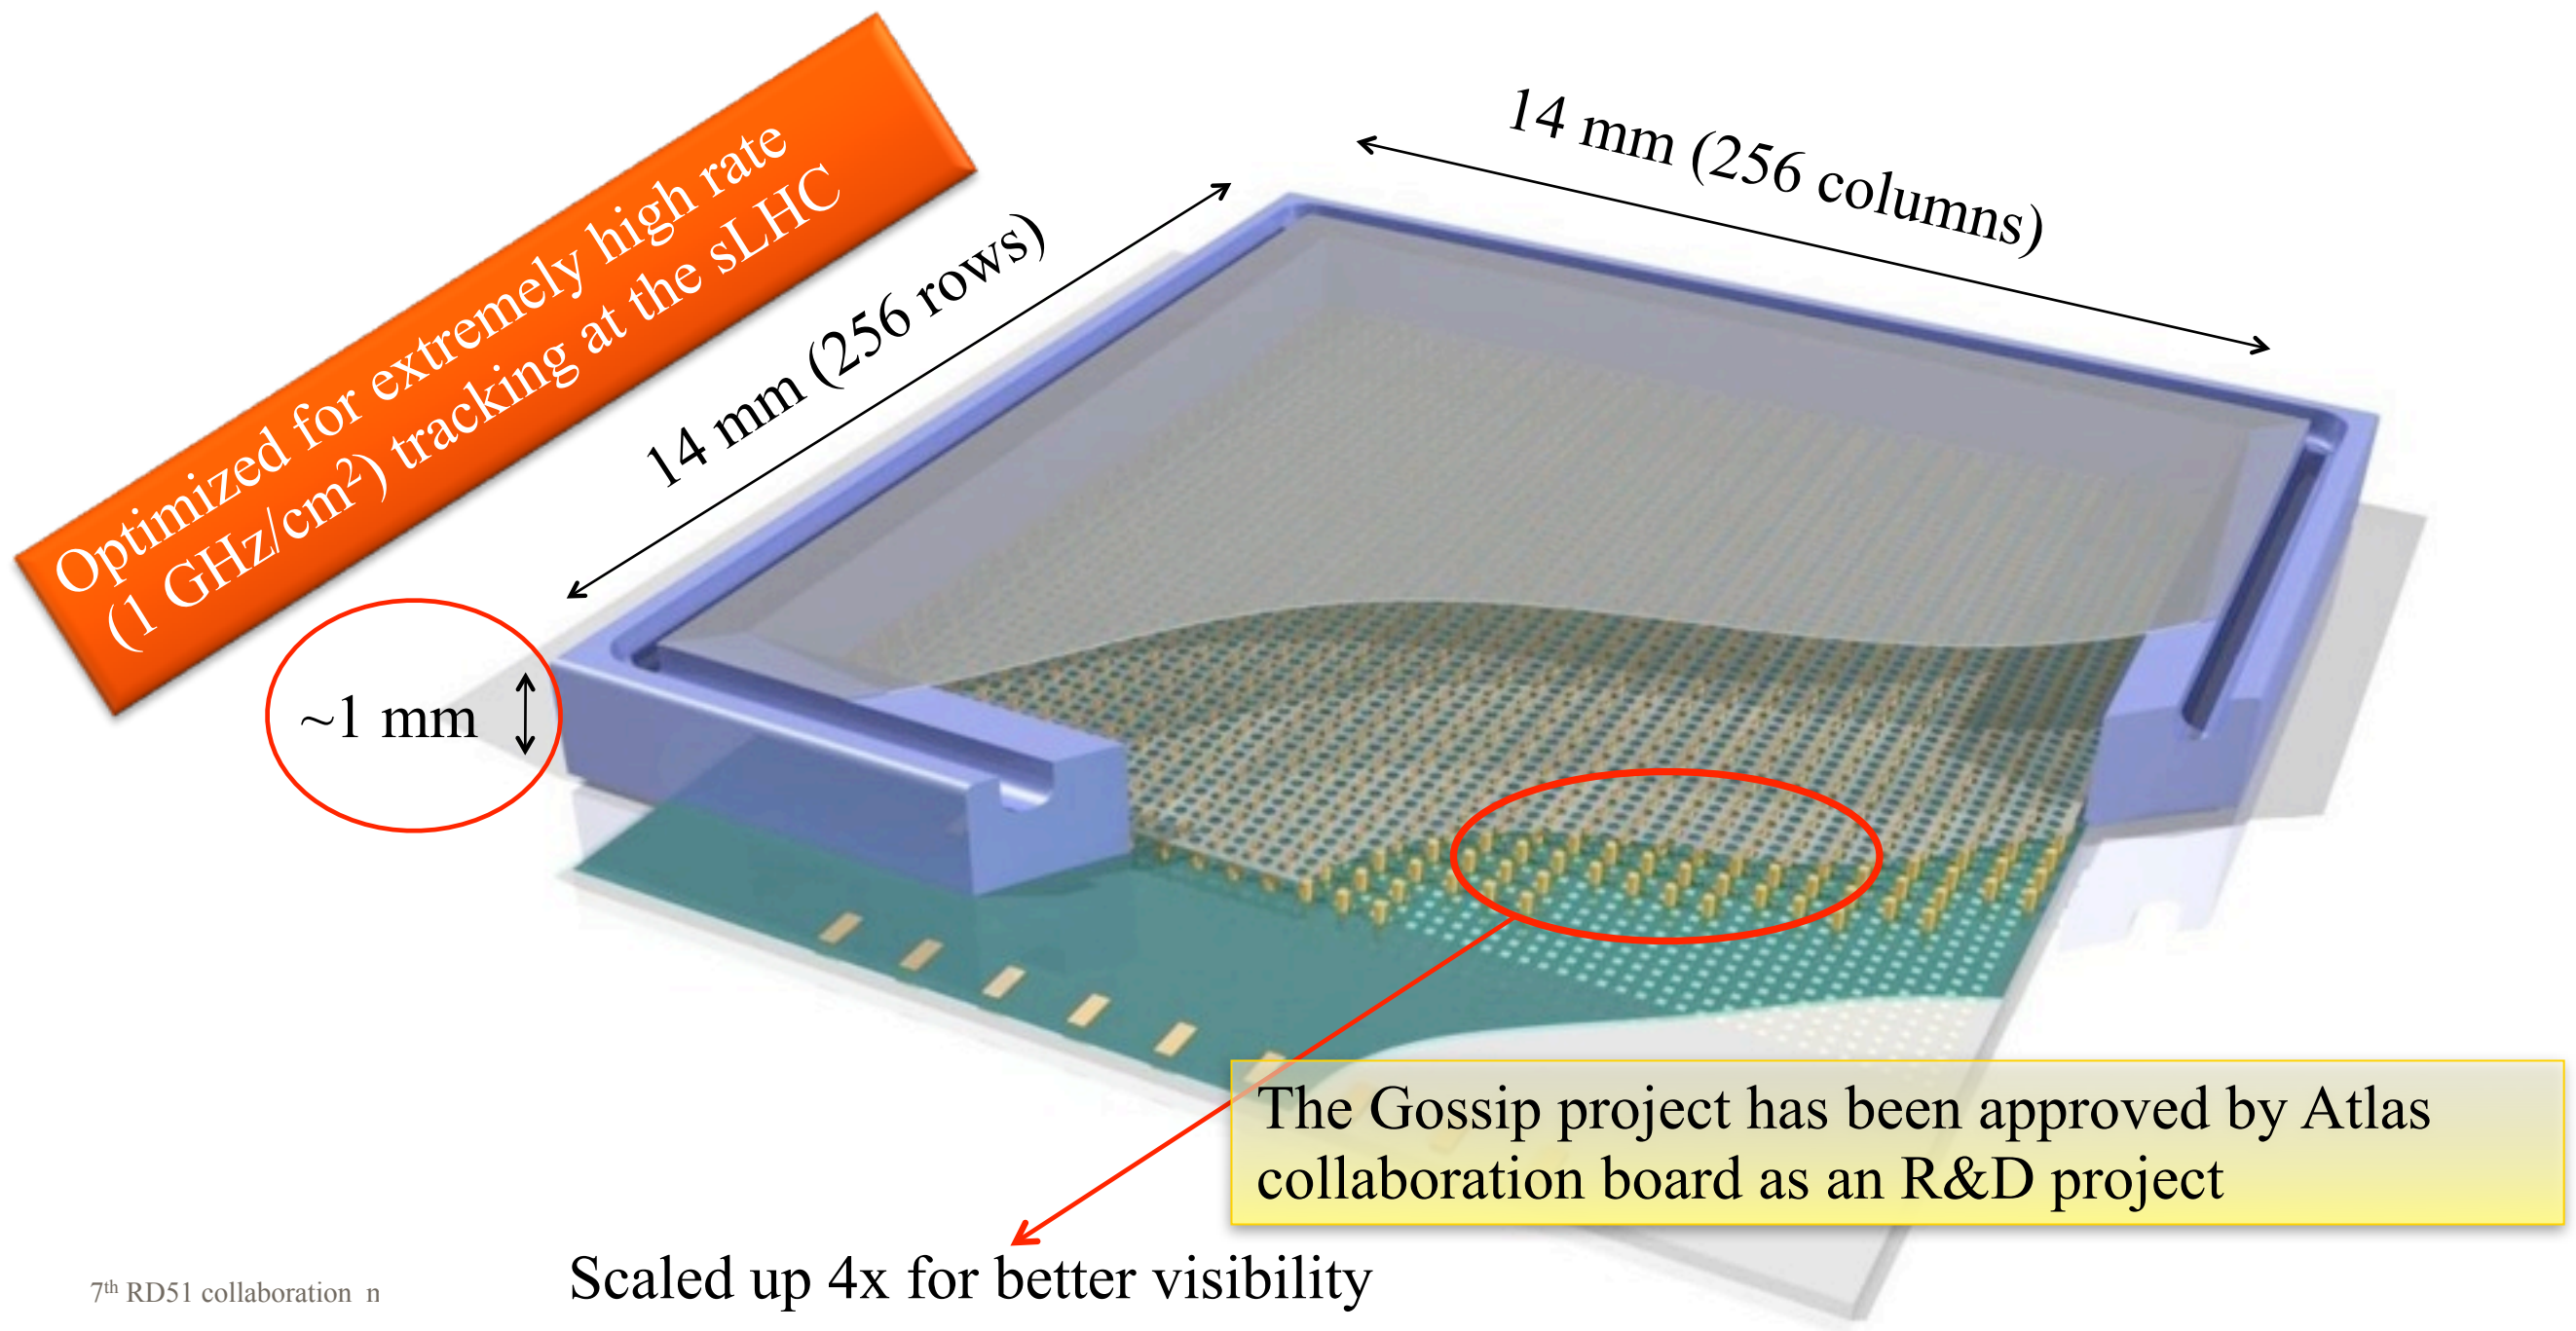 Optimized for extremely high rate
(1 GHz/cm²) tracking at the sLHC
14 mm (256 columns)
14 mm (256 rows)
~1 mm
The Gossip project has been approved by Atlas
collaboration board as an R&D project
Scaled up 4x for better visibility
7th RD51 collaboration